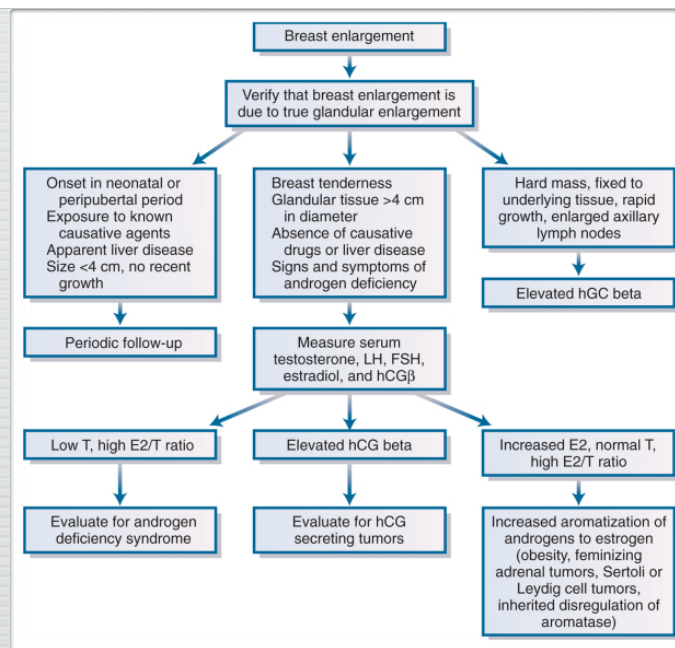 Breast enlargement
Verify that breast enlargement is
due to true glandular enlargement
Onset in neonatal or
peripubertal period
Exposure to known
causative agents
Apparent liver disease
Size <4 cm, no recent
growth
Breast tenderness
Glandular tissue >4 cm
in diameter
Absence of causative
drugs or liver disease
Signs and symptoms of
androgen deficiency
Hard mass, fixed to
underlying tissue, rapid
growth, enlarged axillary
lymph nodes
Elevated hGC beta
Periodic follow-up
Measure serum
testosterone, LH, FSH,
estradiol, and hCGβ
Low T, high E2/T ratio
Elevated hCG beta
Increased E2, normal T,
high E2/T ratio
Evaluate for androgen
deficiency syndrome
Evaluate for hCG
secreting tumors
Increased aromatization of
androgens to estrogen
(obesity, feminizing
adrenal tumors, Sertoli or
Leydig cell tumors,
inherited disregulation of
aromatase)